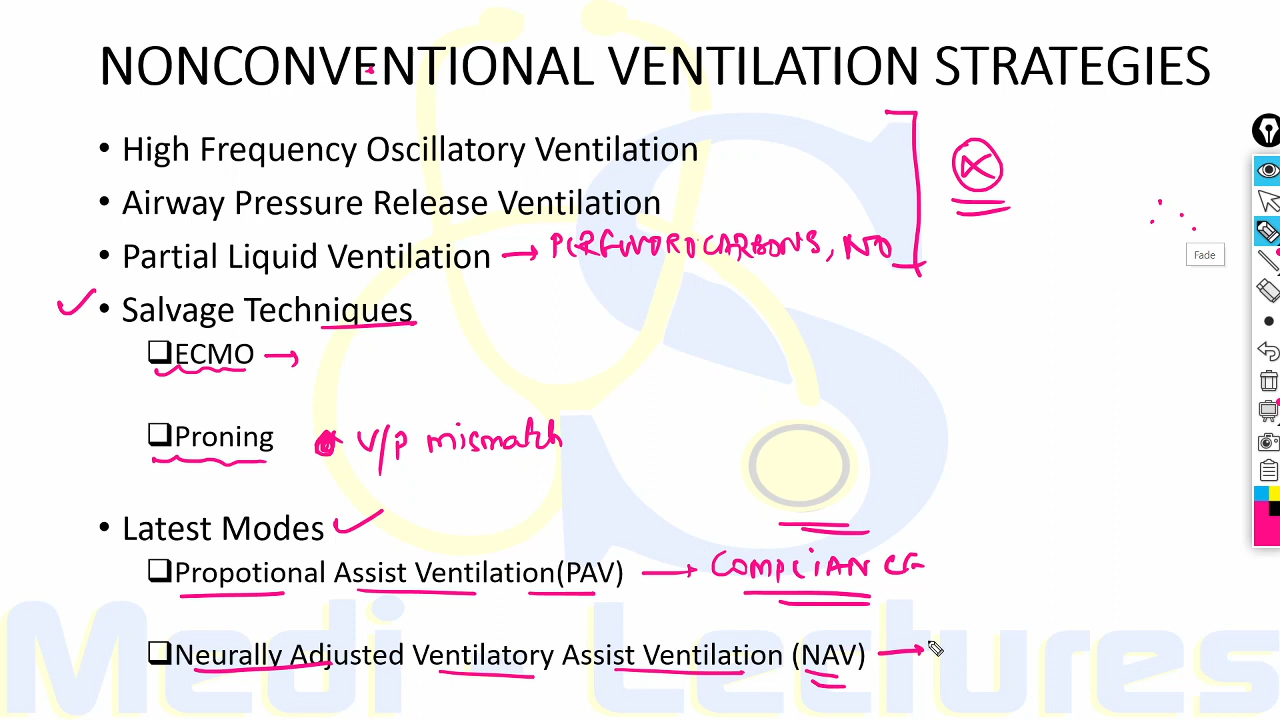 NONCONVENTIONAL VENTILATION STRATEGIES
• High Frequency Oscillatory Ventilation
• Airway Pressure Release Ventilation
• Partial Liquid Ventilation → PERFLUOROCARBONS, NO
• Salvage Techniques
❑ECMO →
❑Proning V/P mismatch
• Latest Modes
❑Propotional Assist Ventilation(PAV) → COMPLIANCE
❑Neurally Adjusted Ventilatory Assist Ventilation (NAV) →
Medi Lectures
Fade